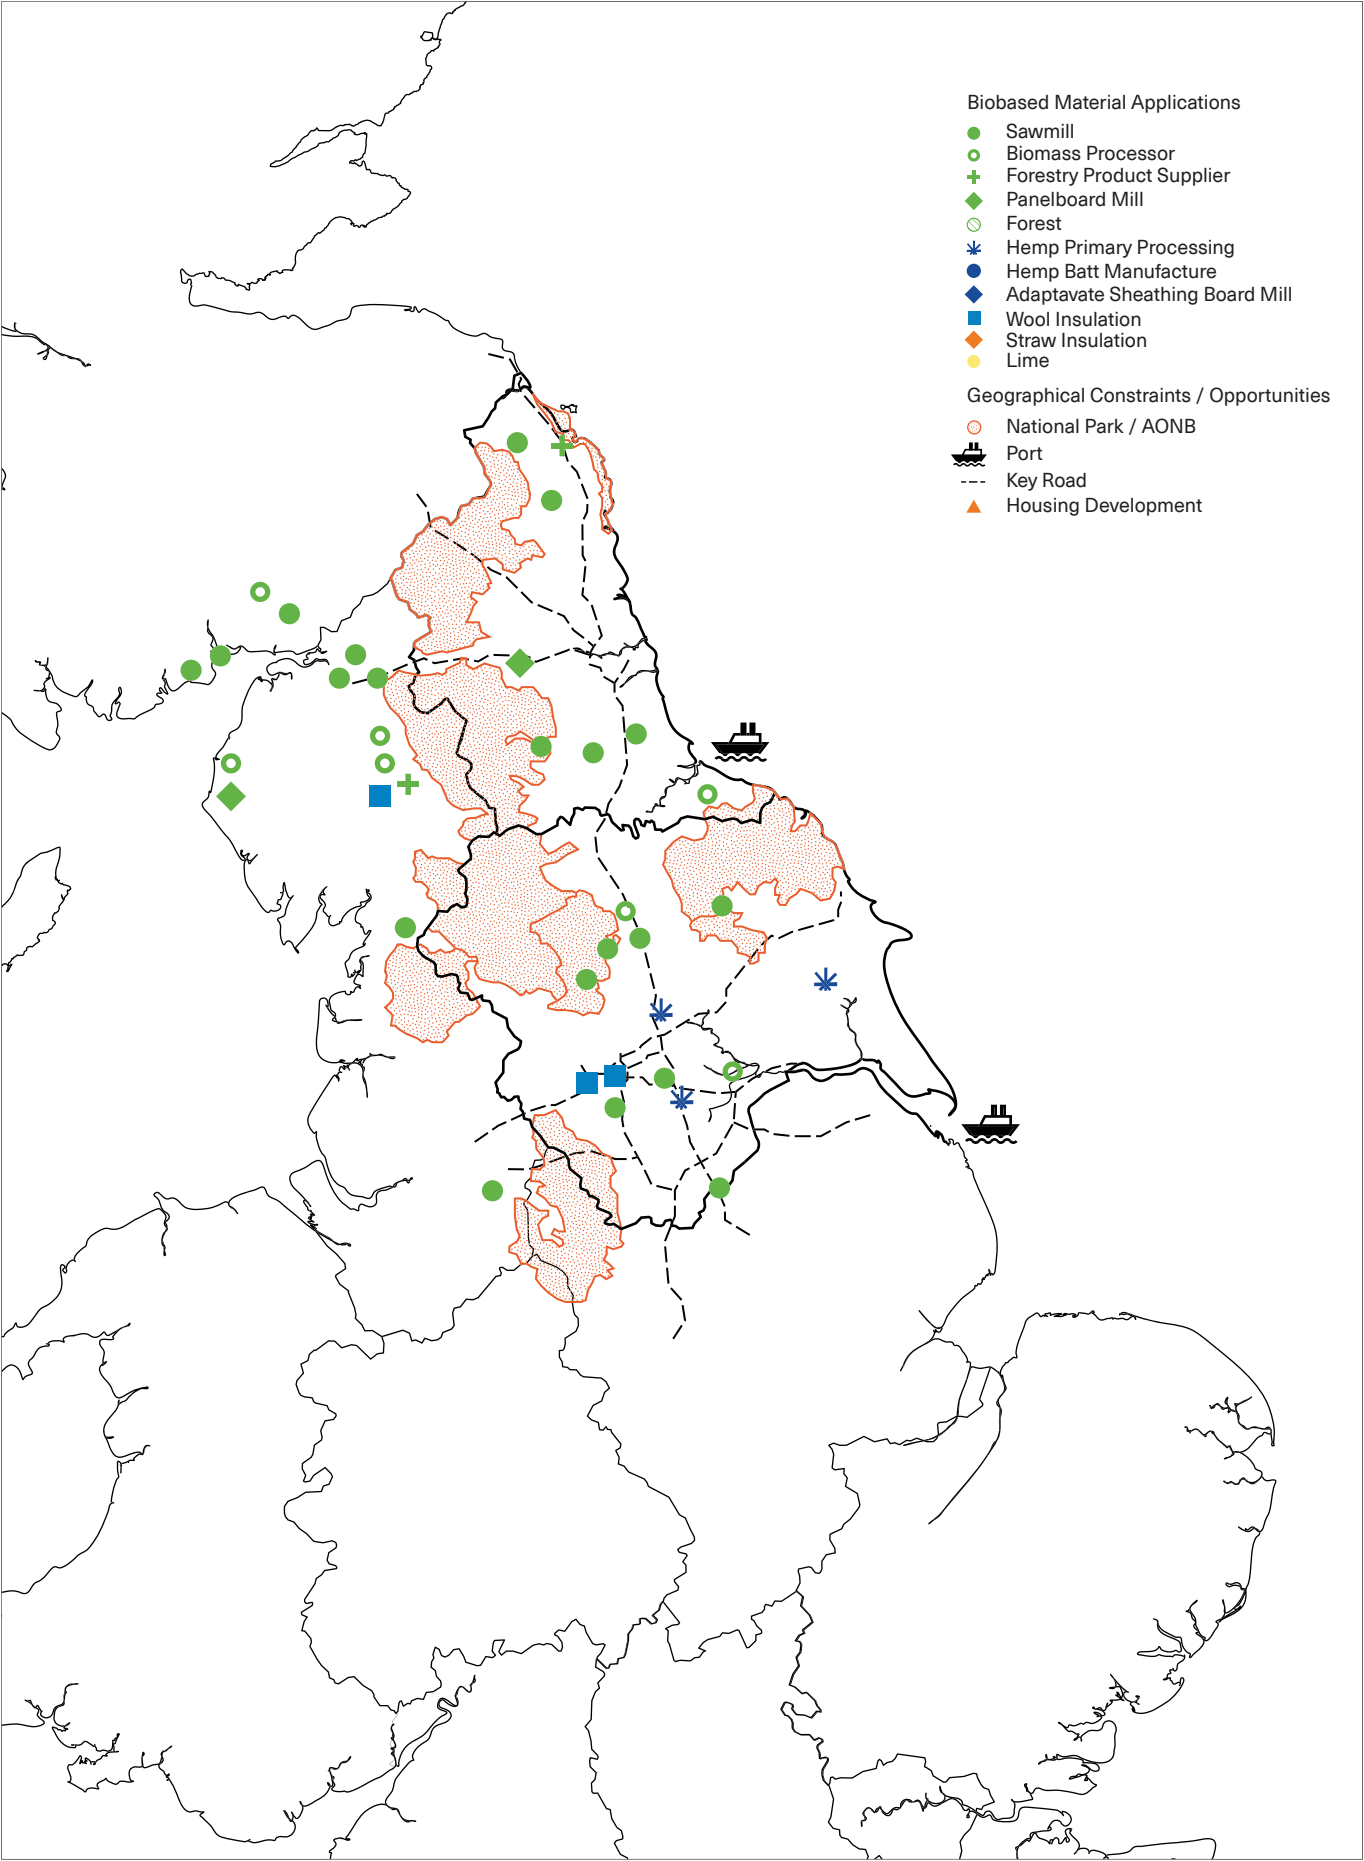 Biobased Material Applications
Sawmill
Biomass Processor
Forestry Product Supplier
Panelboard Mill
Forest
Hemp Primary Processing
Hemp Batt Manufacture
Adaptavate Sheathing Board Mill
Wool Insulation
Straw Insulation
Lime
Geographical Constraints / Opportunities
National Park / AONB
Port
Key Road
Housing Development